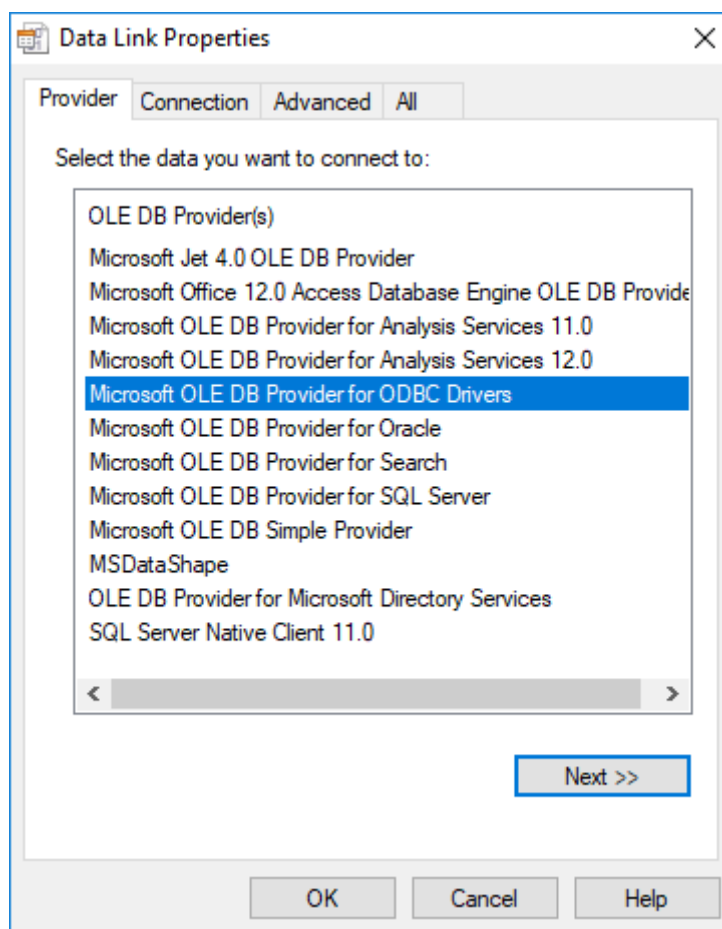 Data Link Properties
Provider Connection Advanced All
Select the data you want to connect to:
OLE DB Provider(s)
Microsoft Jet 4.0 OLE DB Provider
Microsoft Office 12.0 Access Database Engine OLE DB Provide
Microsoft OLE DB Provider for Analysis Services 11.0
Microsoft OLE DB Provider for Analysis Services 12.0
Microsoft OLE DB Provider for ODBC Drivers
Microsoft OLE DB Provider for Oracle
Microsoft OLE DB Provider for Search
Microsoft OLE DB Provider for SQL Server
Microsoft OLE DB Simple Provider
MSDataShape
OLE DB Provider for Microsoft Directory Services
SQL Server Native Client 11.0
Next >>
OK Cancel Help